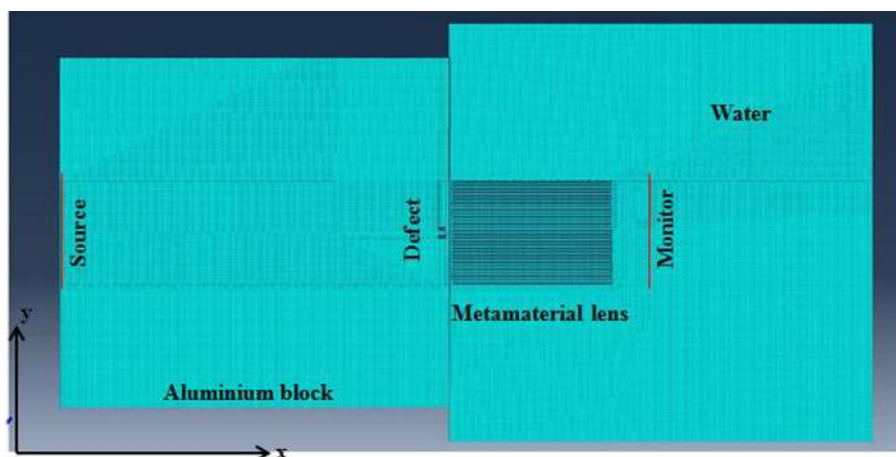 Water
Source
Defect
Monitor
Metamaterial lens
Aluminium block
y
x